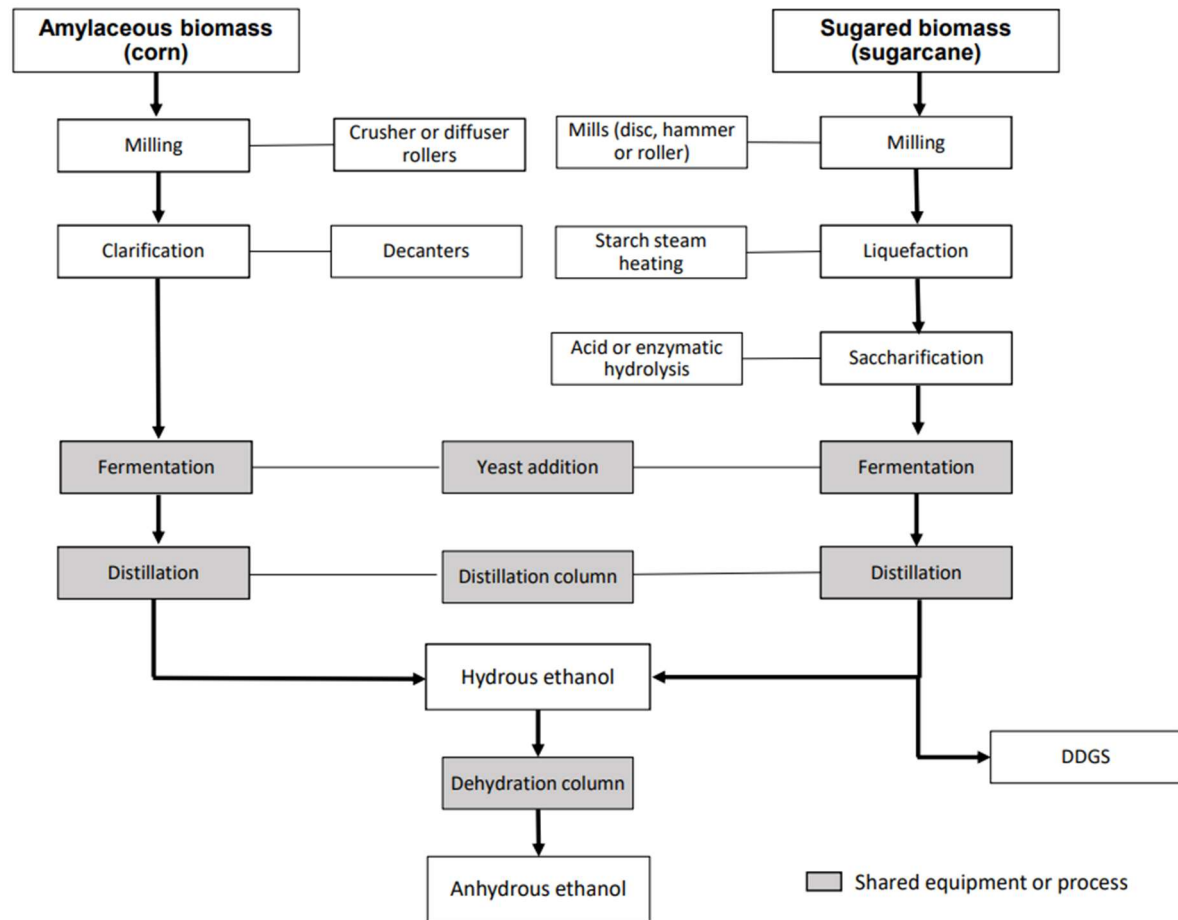 Amylaceous biomass
(corn)
Sugared biomass
(sugarcane)
Milling
Crusher or diffuser
rollers
Mills (disc, hammer
or roller)
Milling
Clarification
Decanters
Starch steam
heating
Liquefaction
Acid or enzymatic
hydrolysis
Saccharification
Fermentation
Yeast addition
Fermentation
Distillation
Distillation column
Distillation
Hydrous ethanol
DDGS
Dehydration column
Anhydrous ethanol
Shared equipment or process